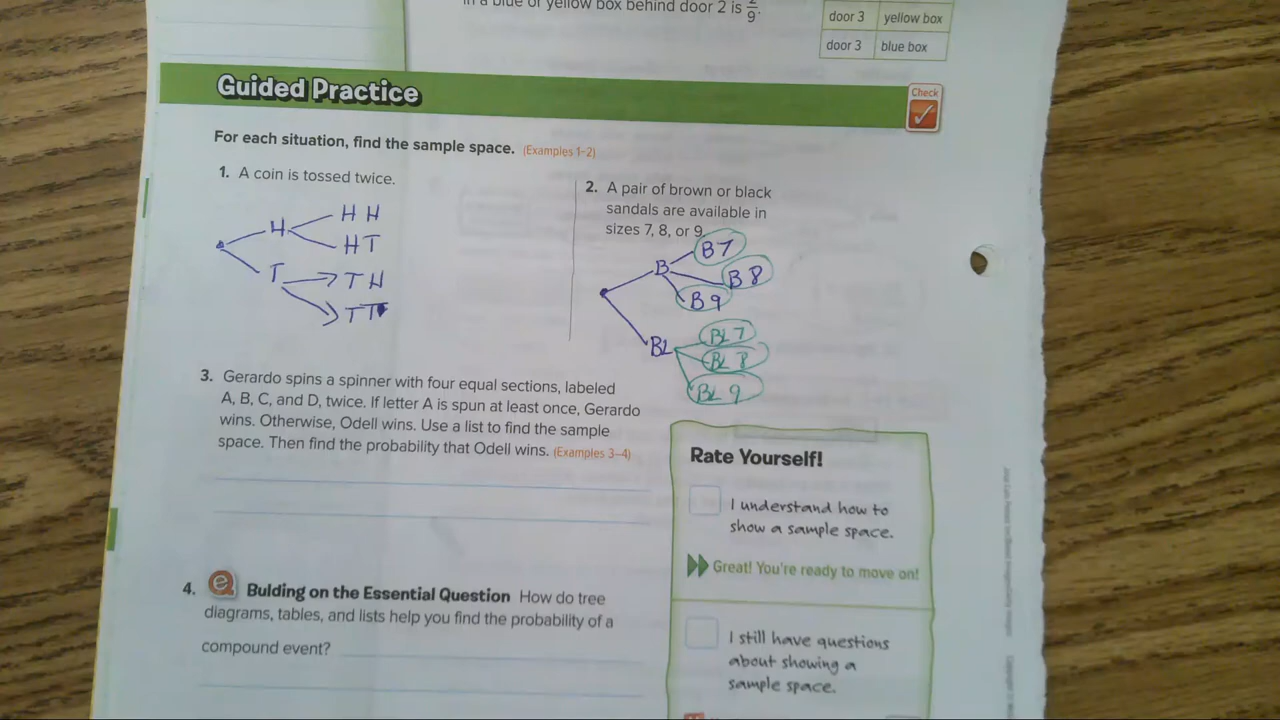 in a blue or yellow box behind door 2 is 2/9.
door 3 yellow box
door 3 blue box
Guided Practice
Check
For each situation, find the sample space. (Examples 1–2)
1. A coin is tossed twice.
H
H H
H T
T
T H
T T
2. A pair of brown or black
sandals are available in
sizes 7, 8, or 9.
B
B 7
B 8
B 9
BL
BL 7
BL 8
BL 9
3. Gerardo spins a spinner with four equal sections, labeled
A, B, C, and D, twice. If letter A is spun at least once, Gerardo
wins. Otherwise, Odell wins. Use a list to find the sample
space. Then find the probability that Odell wins. (Examples 3–4)
4. e Bulding on the Essential Question How do tree
diagrams, tables, and lists help you find the probability of a
compound event?
Rate Yourself!
I understand how to
show a sample space.
Great! You're ready to move on!
I still have questions
about showing a
sample space.